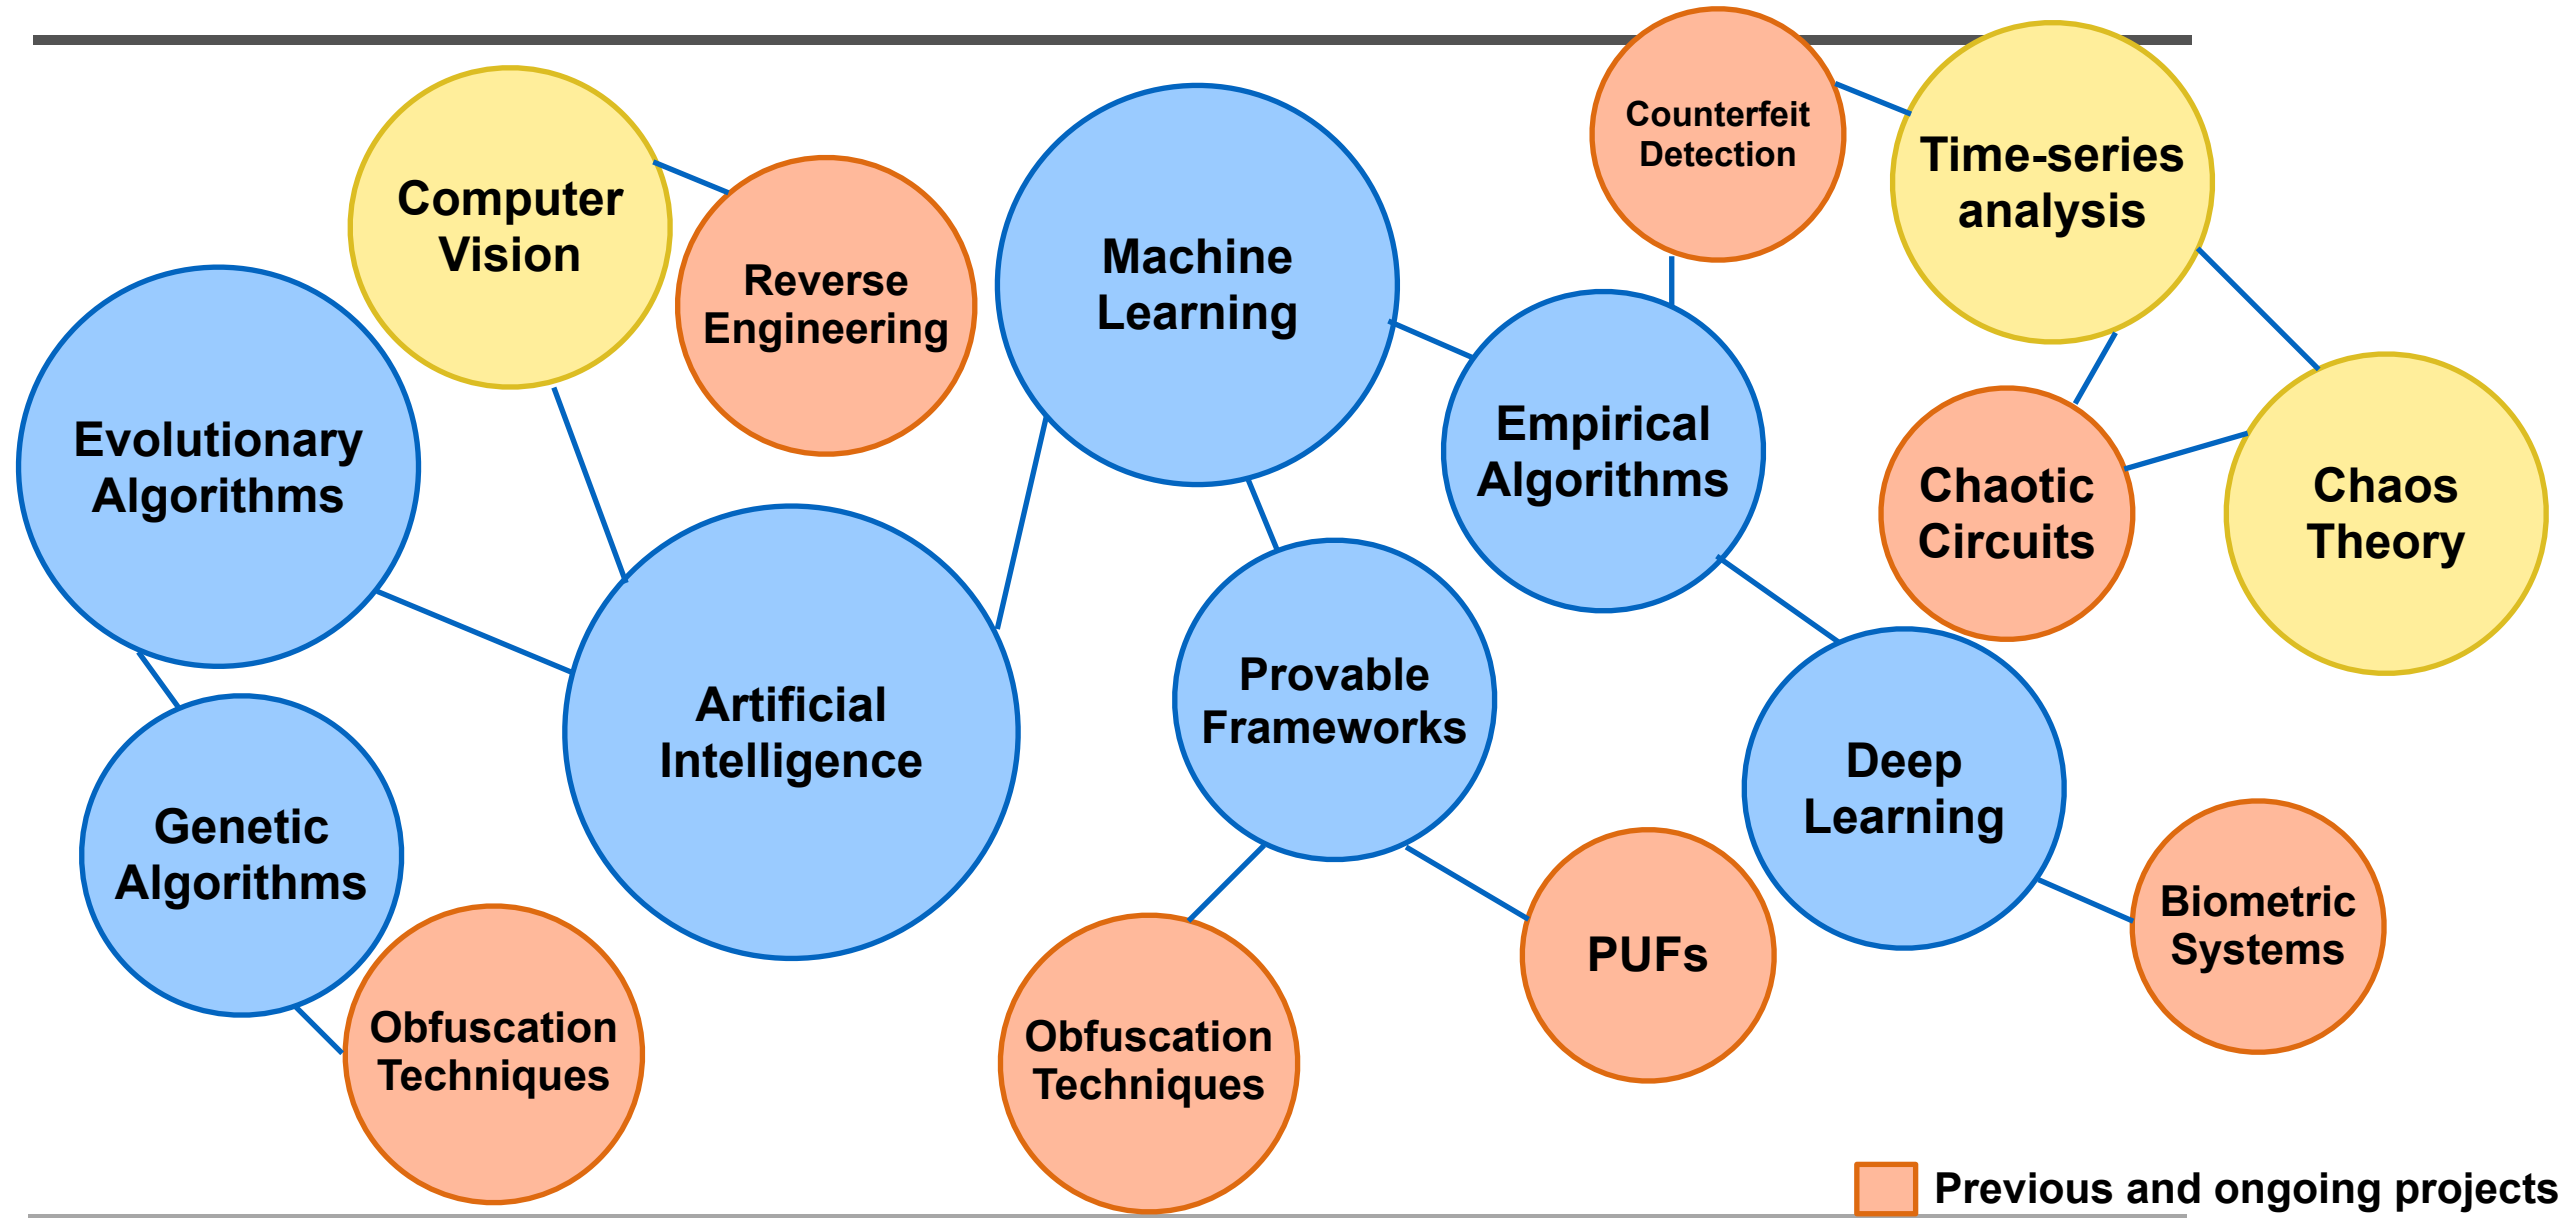 Counterfeit
Detection
Time-series
analysis
Computer
Vision
Reverse
Engineering
Machine
Learning
Evolutionary
Algorithms
Empirical
Algorithms
Chaotic
Circuits
Chaos
Theory
Artificial
Intelligence
Provable
Frameworks
Deep
Learning
Genetic
Algorithms
PUFs
Biometric
Systems
Obfuscation
Techniques
Obfuscation
Techniques
Previous and ongoing projects